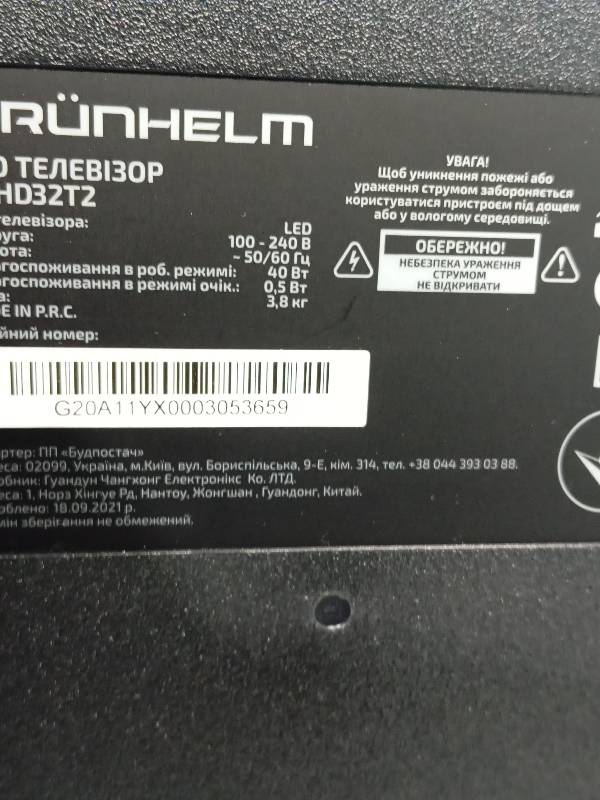 RÜNHELM
О ТЕЛЕВІЗОР
HD32T2
телевізора: LED
руга: 100 - 240 В
ота: ~ 50/60 Гц
ргоспоживання в роб. режимі: 40 Вт
ргоспоживання в режимі очік.: 0,5 Вт
а: 3,8 кг
E IN P.R.C.
йний номер:
G20A11YX0003053659
ртер: ПП «Будпостач»
еса: 02099, Україна, м.Київ, вул. Бориспільська, 9-Е, кім. 314, тел. +38 044 393 03 88.
обник: Гуандун Чангхонг Електронікс Ко. ЛТД.
еса: 1, Норз Хінгуе Рд, Нантоу, Жонгшан , Гуандонг, Китай.
облено: 18.09.2021 р.
мін зберігання не обмежений.
УВАГА!
Щоб уникнення пожежі або
ураження струмом забороняється
користуватися пристроєм під дощем
або у вологому середовищі.
ОБЕРЕЖНО!
НЕБЕЗПЕКА УРАЖЕННЯ
СТРУМОМ
НЕ ВІДКРИВАТИ